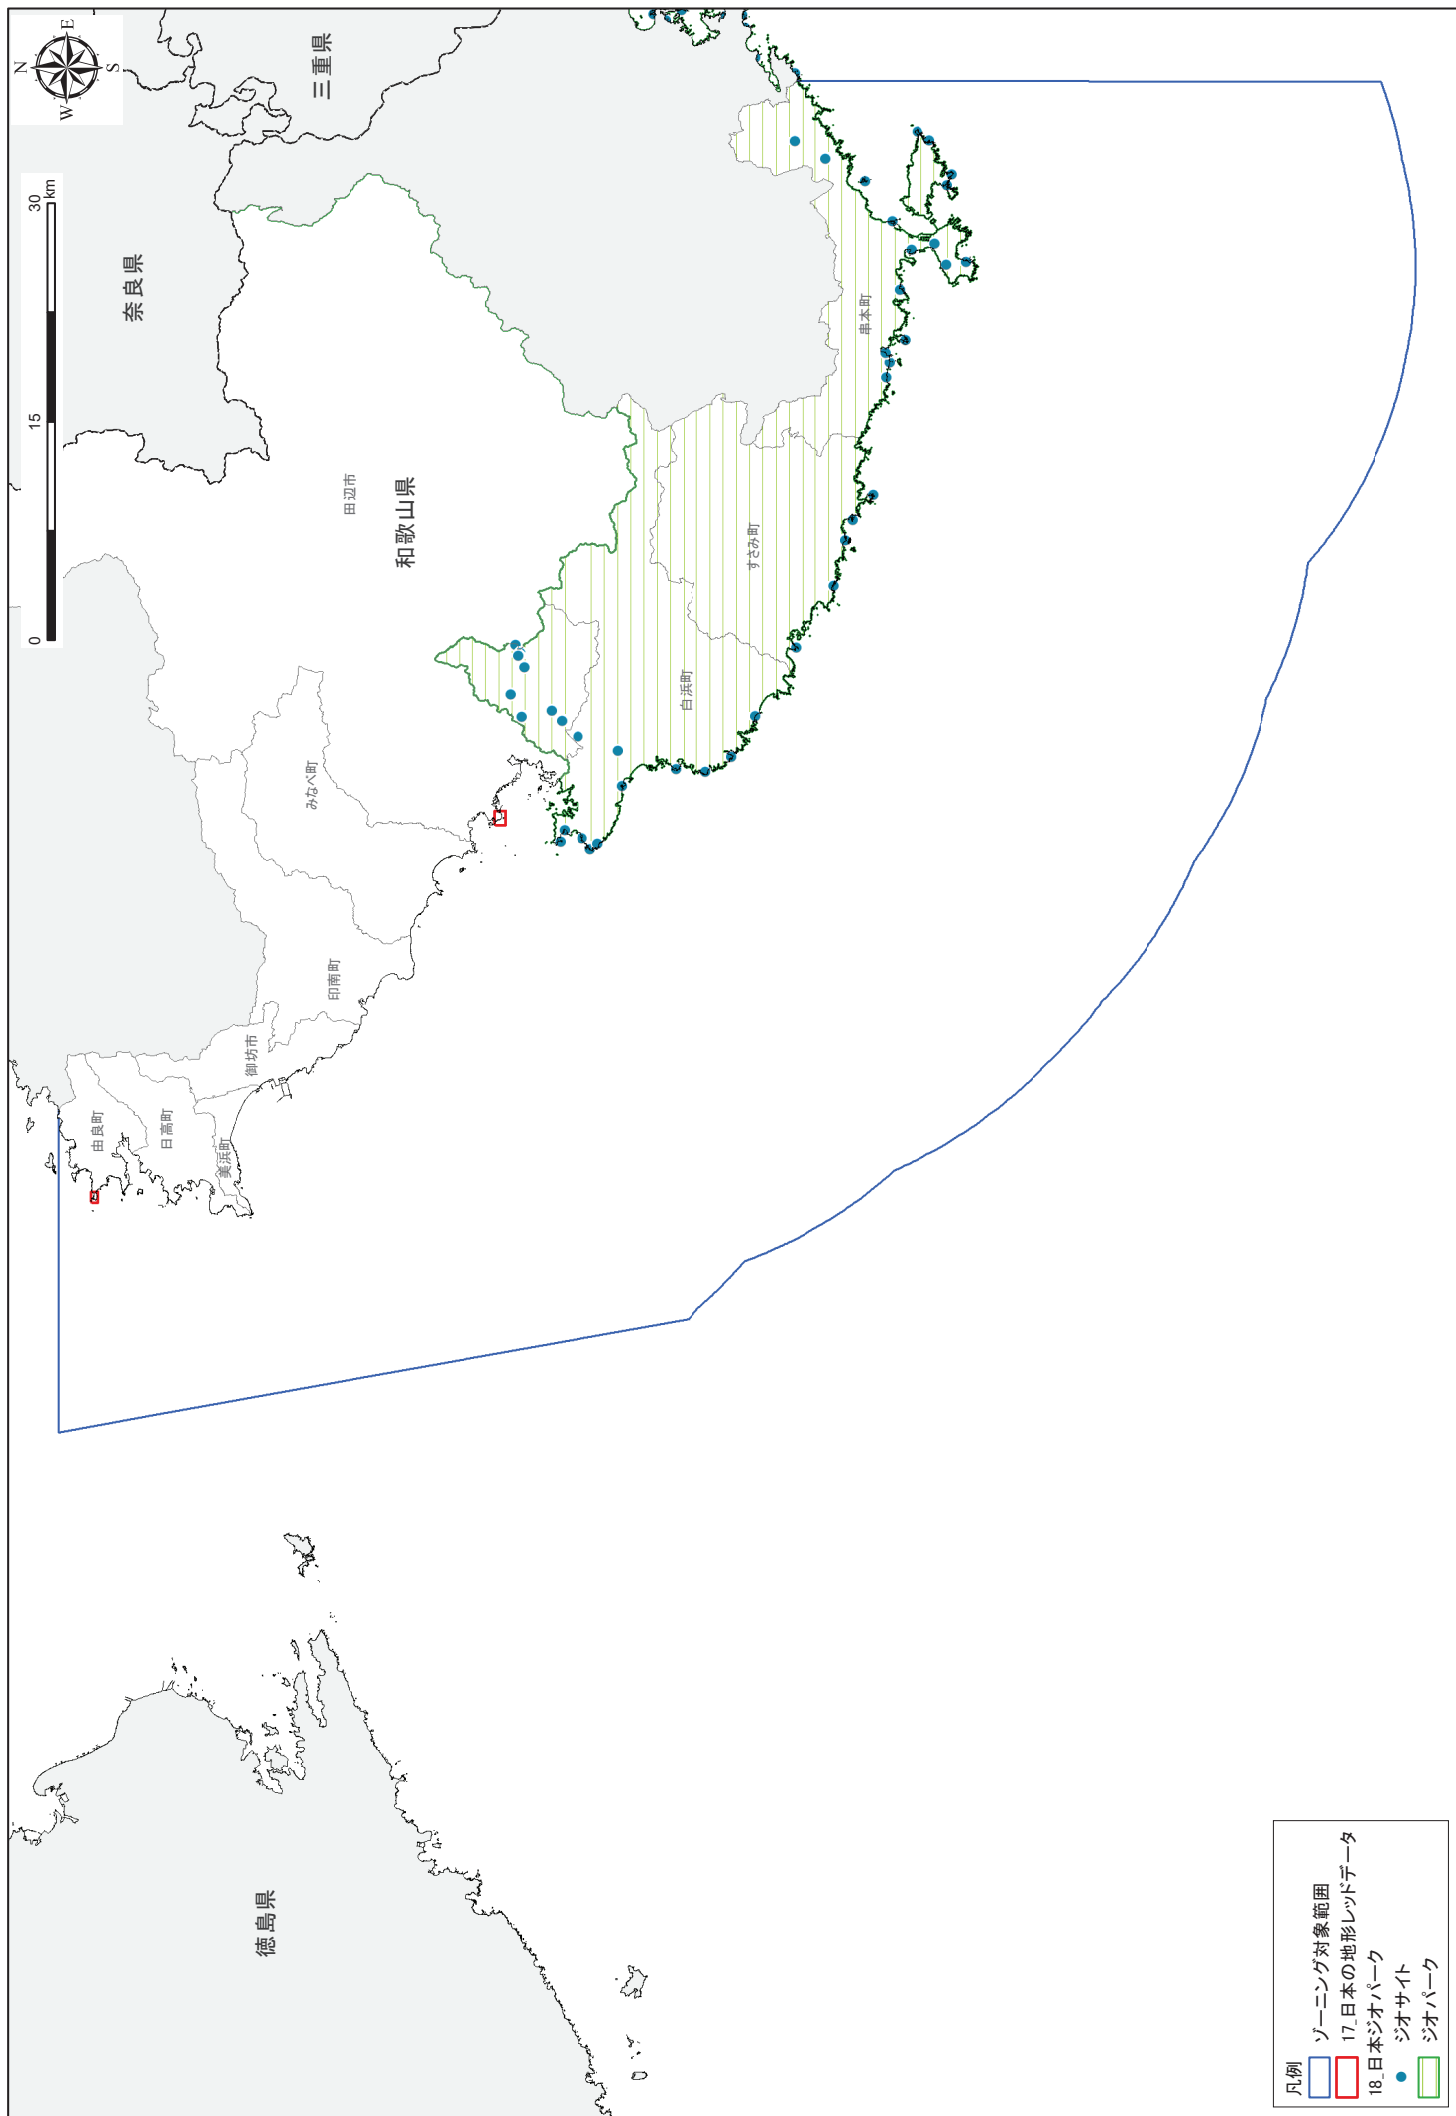 N
W
E
S
0
15
30
km
三重県
奈良県
和歌山県
田辺市
みなべ町
印南町
御坊市
由良町
日高町
美浜町
白浜町
すさみ町
串本町
徳島県
凡例
ゾーニング対象範囲
17_日本の地形レッドデータ
18_日本ジオパーク
ジオサイト
ジオパーク